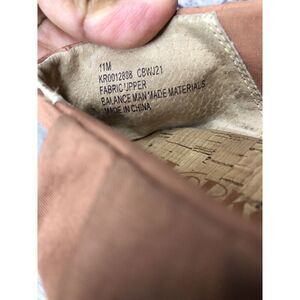 11M
KR0012808 CBWJ21
FABRIC UPPER
BALANCE MAN MADE MATERIALS
MADE IN CHINA